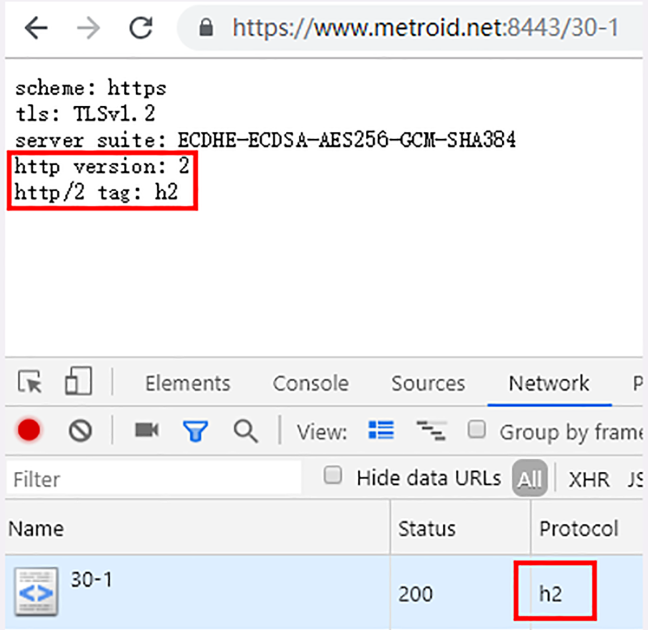 https://www.metroid.net:8443/30-1
scheme: https
tls: TLSv1.2
server suite: ECDHE-ECDSA-AES256-GCM-SHA384
http version: 2
http/2 tag: h2
Elements Console Sources Network P
View: Group by frame
Filter Hide data URLs All XHR JS
Name Status Protocol
30-1 200 h2